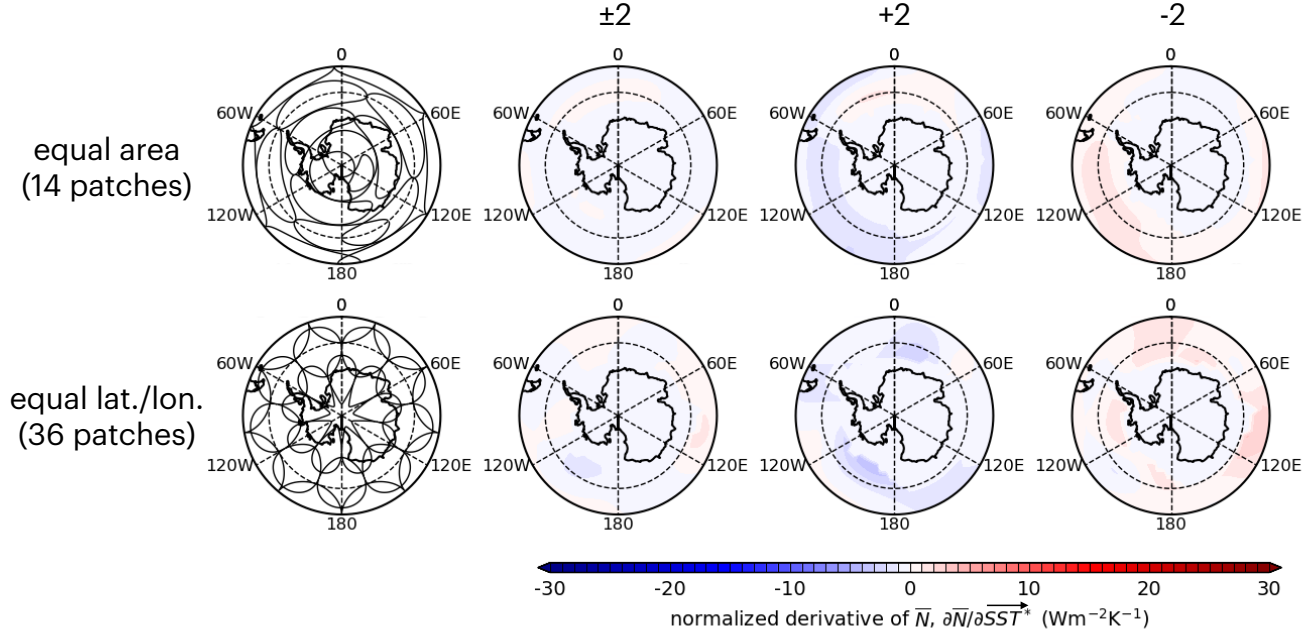 ±2 +2 -2
0 0 0 0
60W 60E 60W 60E 60W 60E 60W 60E
equal area
(14 patches)
120W 120E 120W 120E 120W 120E 120W 120E
180 180 180 180
0 0 0 0
60W 60E 60W 60E 60W 60E 60W 60E
equal lat./lon.
(36 patches)
120W 120E 120W 120E 120W 120E 120W 120E
180 180 180 180
-30 -20 -10 0 10 20 30
normalized derivative of N̅, ∂N̅/∂S̅S̅T̅⃗* (Wm⁻²K⁻¹)